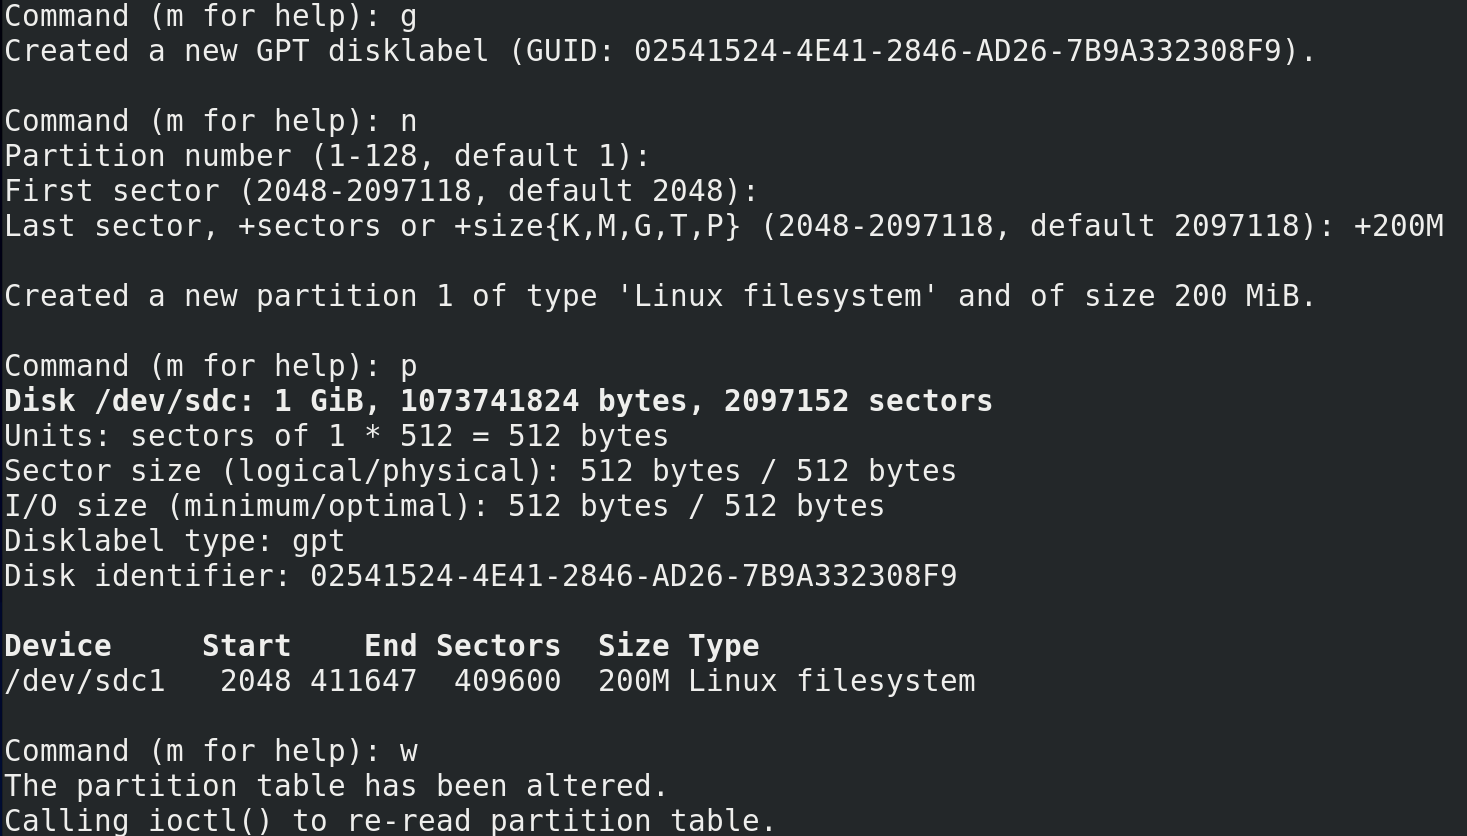 Command (m for help): g
Created a new GPT disklabel (GUID: 02541524-4E41-2846-AD26-7B9A332308F9).
Command (m for help): n
Partition number (1-128, default 1):
First sector (2048-2097118, default 2048):
Last sector, +sectors or +size{K,M,G,T,P} (2048-2097118, default 2097118): +200M
Created a new partition 1 of type 'Linux filesystem' and of size 200 MiB.
Command (m for help): p
Disk /dev/sdc: 1 GiB, 1073741824 bytes, 2097152 sectors
Units: sectors of 1 * 512 = 512 bytes
Sector size (logical/physical): 512 bytes / 512 bytes
I/O size (minimum/optimal): 512 bytes / 512 bytes
Disklabel type: gpt
Disk identifier: 02541524-4E41-2846-AD26-7B9A332308F9
Device     Start    End Sectors  Size Type
/dev/sdc1   2048 411647  409600  200M Linux filesystem
Command (m for help): w
The partition table has been altered.
Calling ioctl() to re-read partition table.